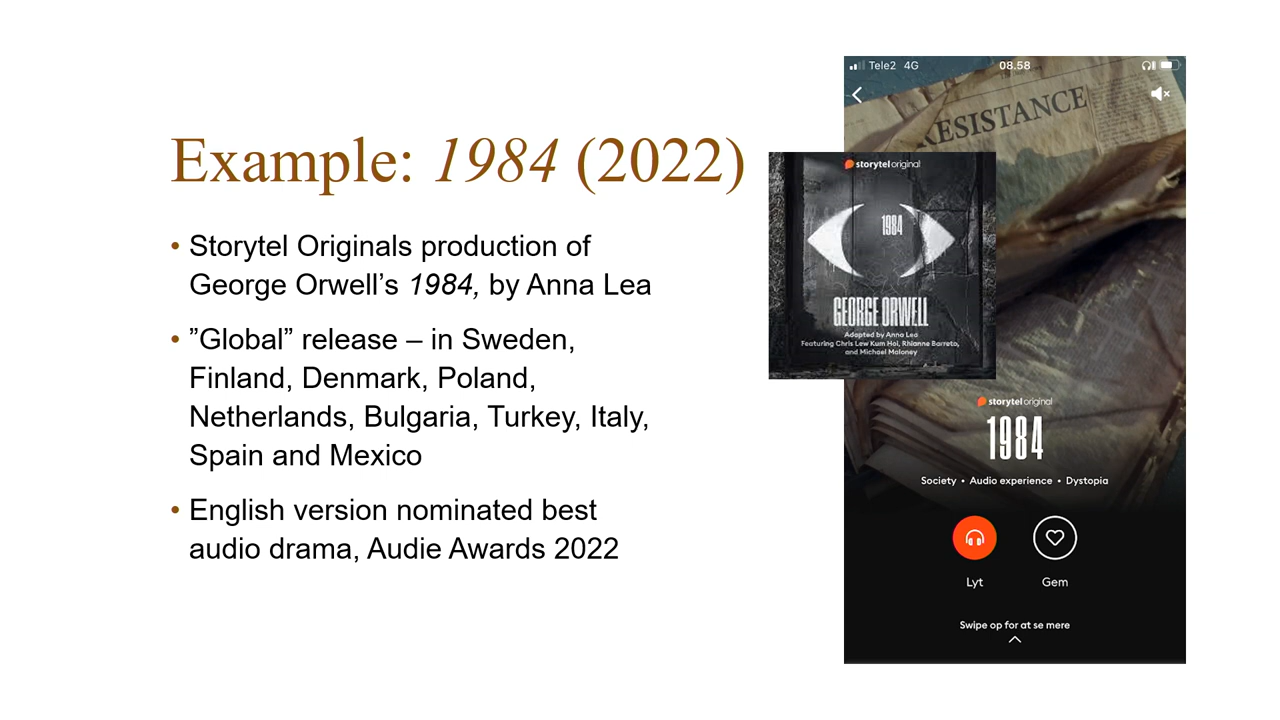 Example: 1984 (2022)
• Storytel Originals production of
George Orwell’s 1984, by Anna Lea
• ”Global” release – in Sweden,
Finland, Denmark, Poland,
Netherlands, Bulgaria, Turkey, Italy,
Spain and Mexico
• English version nominated best
audio drama, Audie Awards 2022
storytel original
1984
GEORGE ORWELL
Adapted by Anna Lea
Featuring Chris Lew Kum Hoi, Rhianne Barreto,
and Michael Maloney
Tele2 4G 08.58
RESISTANCE
storytel original
1984
Society • Audio experience • Dystopia
Lyt Gem
Swipe op for at se mere